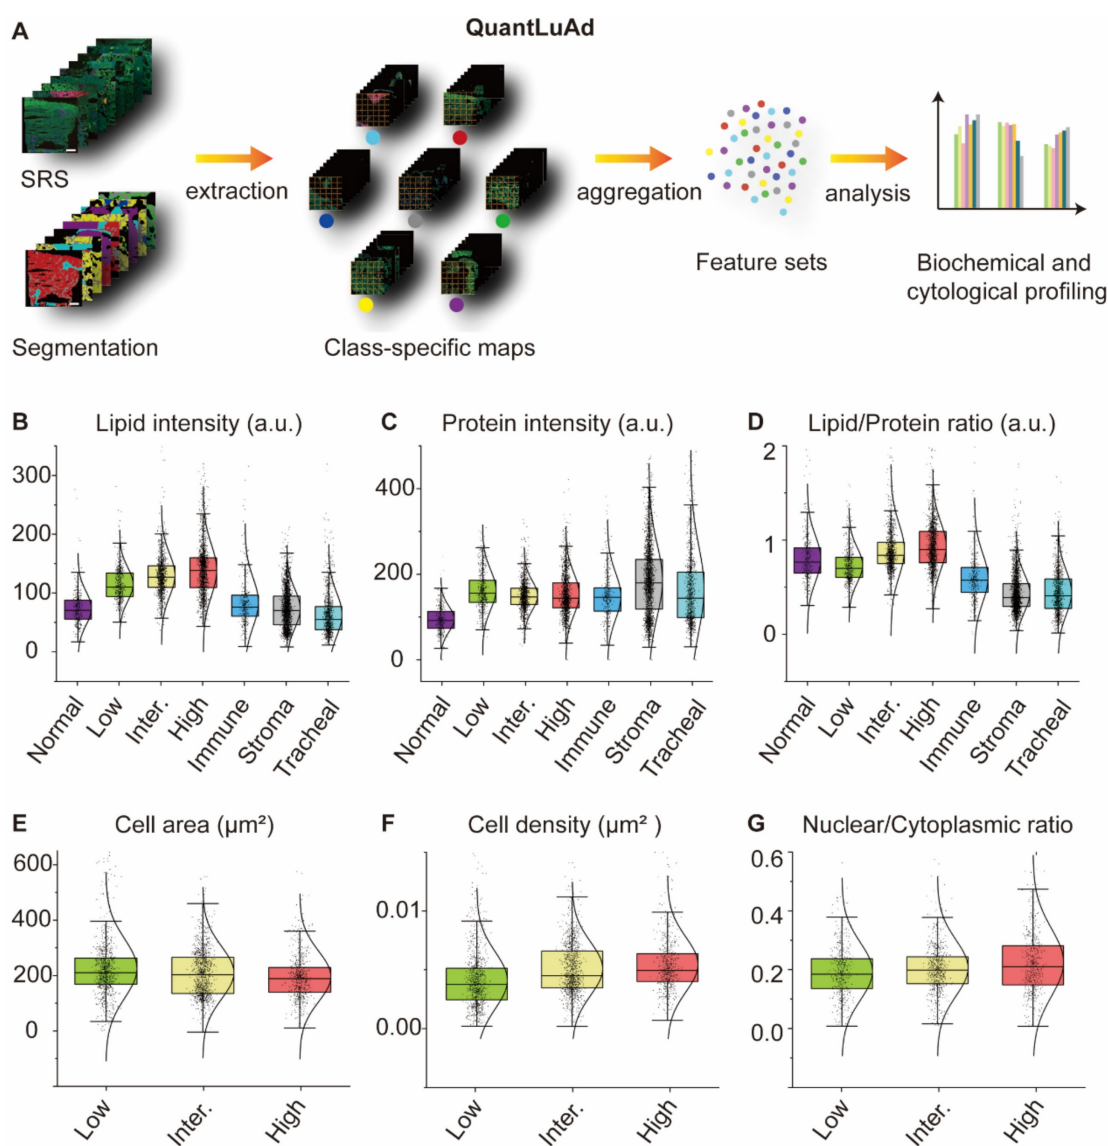 A
QuantLuAd
SRS
extraction
aggregation
analysis
Segmentation
Class-specific maps
Feature sets
Biochemical and
cytological profiling
B Lipid intensity (a.u.)
300
200
150
100
50
0
Normal
Low
Inter.
High
Immune
Stroma
Tracheal
C Protein intensity (a.u.)
400
200
0
Normal
Low
Inter.
High
Immune
Stroma
Tracheal
D Lipid/Protein ratio (a.u.)
2
1
0
Normal
Low
Inter.
High
Immune
Stroma
Tracheal
E Cell area (µm²)
600
400
200
0
Low
Inter.
High
F Cell density (µm² )
0.01
0.00
Low
Inter.
High
G Nuclear/Cytoplasmic ratio
0.6
0.4
0.2
0.0
Low
Inter.
High